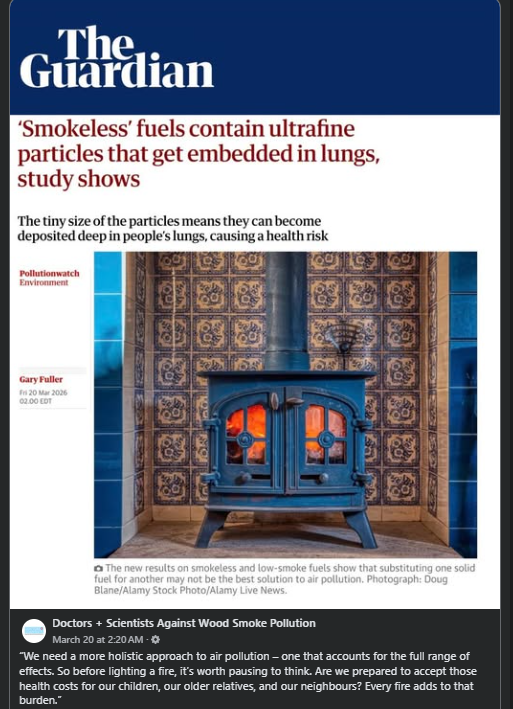 The
Guardian
‘Smokeless’ fuels contain ultrafine
particles that get embedded in lungs,
study shows
The tiny size of the particles means they can become
deposited deep in people's lungs, causing a health risk
Pollutionwatch
Environment
Gary Fuller
Fri 20 Mar 2026
02.00 EDT
The new results on smokeless and low-smoke fuels show that substituting one solid
fuel for another may not be the best solution to air pollution. Photograph: Doug
Blane/Alamy Stock Photo/Alamy Live News.
Doctors + Scientists Against Wood Smoke Pollution
March 20 at 2:20 AM ·
"We need a more holistic approach to air pollution – one that accounts for the full range of
effects. So before lighting a fire, it's worth pausing to think. Are we prepared to accept those
health costs for our children, our older relatives, and our neighbours? Every fire adds to that
burden."